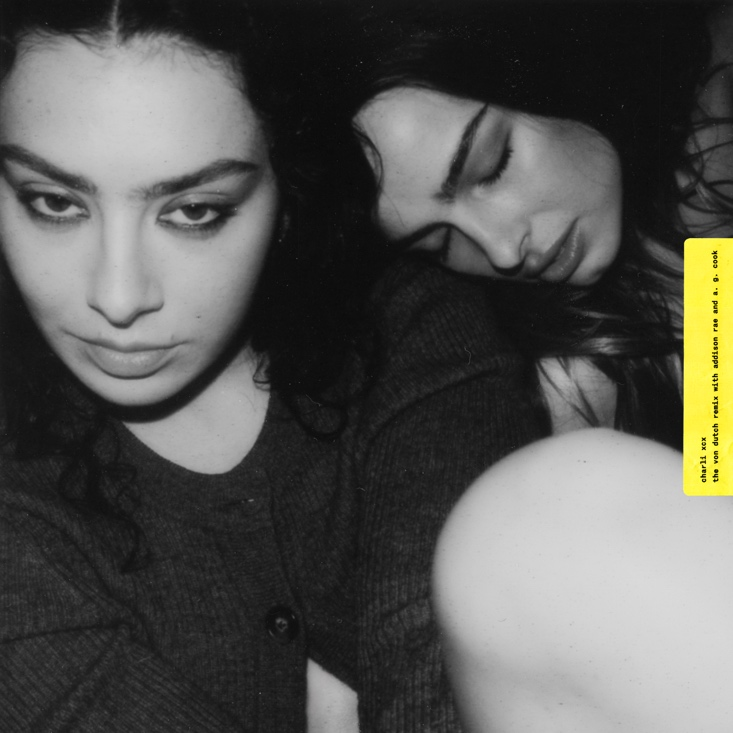 charli xcx
the von dutch remix with addison rae and a. g. cook